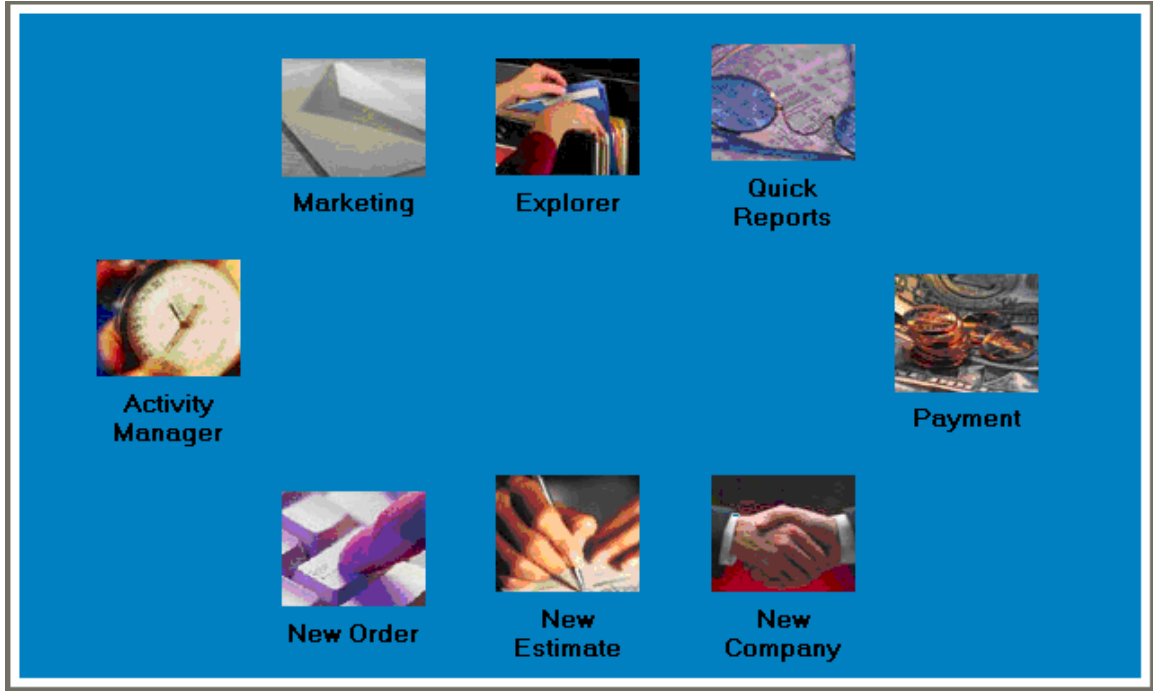 Marketing
Explorer
Quick
Reports
Activity
Manager
Payment
New Order
New
Estimate
New
Company